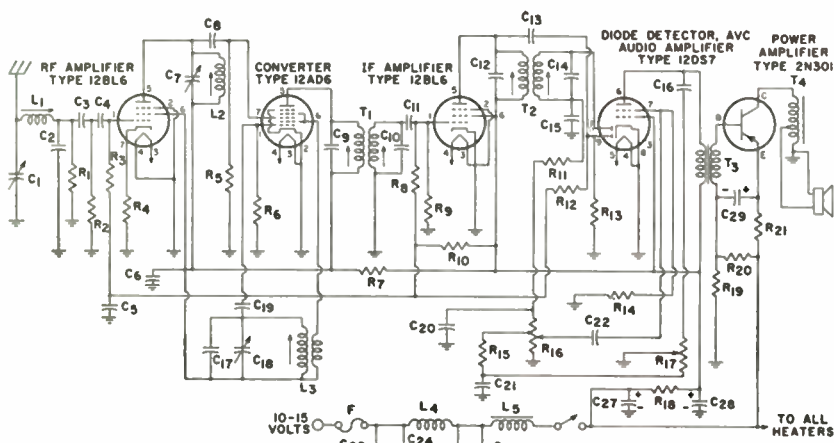 DIODE DETECTOR, AVC
AUDIO AMPLIFIER
TYPE 12DS7
POWER
AMPLIFIER
TYPE 2N301
RF AMPLIFIER
TYPE 12BL6
CONVERTER
TYPE 12AD6
IF AMPLIFIER
TYPE 12BL6
C8
C13
C7
L2
C12
C14
C16
T4
L1
C3
C4
C2
C9
T1
C10
C11
T2
C15
T3
C1
R1
R2
R3
R4
R5
R6
R8
R9
R10
R11
R12
R13
C29
R21
R20
R19
C6
C5
R7
C19
C17
C18
L3
C20
R15
R16
C21
C22
R14
R17
10-15
VOLTS
F
L4
L5
C24
C27
R18
C28
TO ALL
HEATERS